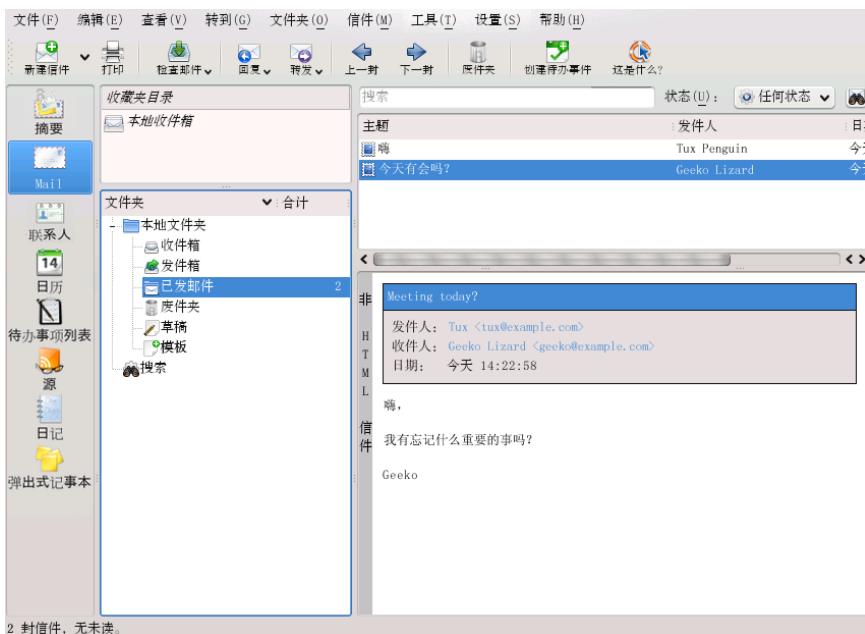 文件(F) 编辑(E) 查看(V) 转到(G) 文件夹(O) 信件(M) 工具(T) 设置(S) 帮助(H)
新建信件 打印 检查邮件 回复 转发 上一封 下一封 废件夹 创建待办事件 这是什么?
摘要
Mail
联系人
14
日历
待办事项列表
源
日记
弹出式记事本
收藏夹目录
本地收件箱
文件夹 合计
本地文件夹
收件箱
发件箱
已发邮件 2
废件夹
草稿
模板
搜索
搜索 状态(U): 任何状态
主题 发件人
嗨 Tux Penguin
今天有会吗? Geeko Lizard
非 HTML 信件
Meeting today?
发件人: Tux <tux@example.com>
收件人: Geeko Lizard <geeko@example.com>
日期: 今天 14:22:58
嗨,
我有忘记什么重要的事吗?
Geeko
2 封信件, 无未读。